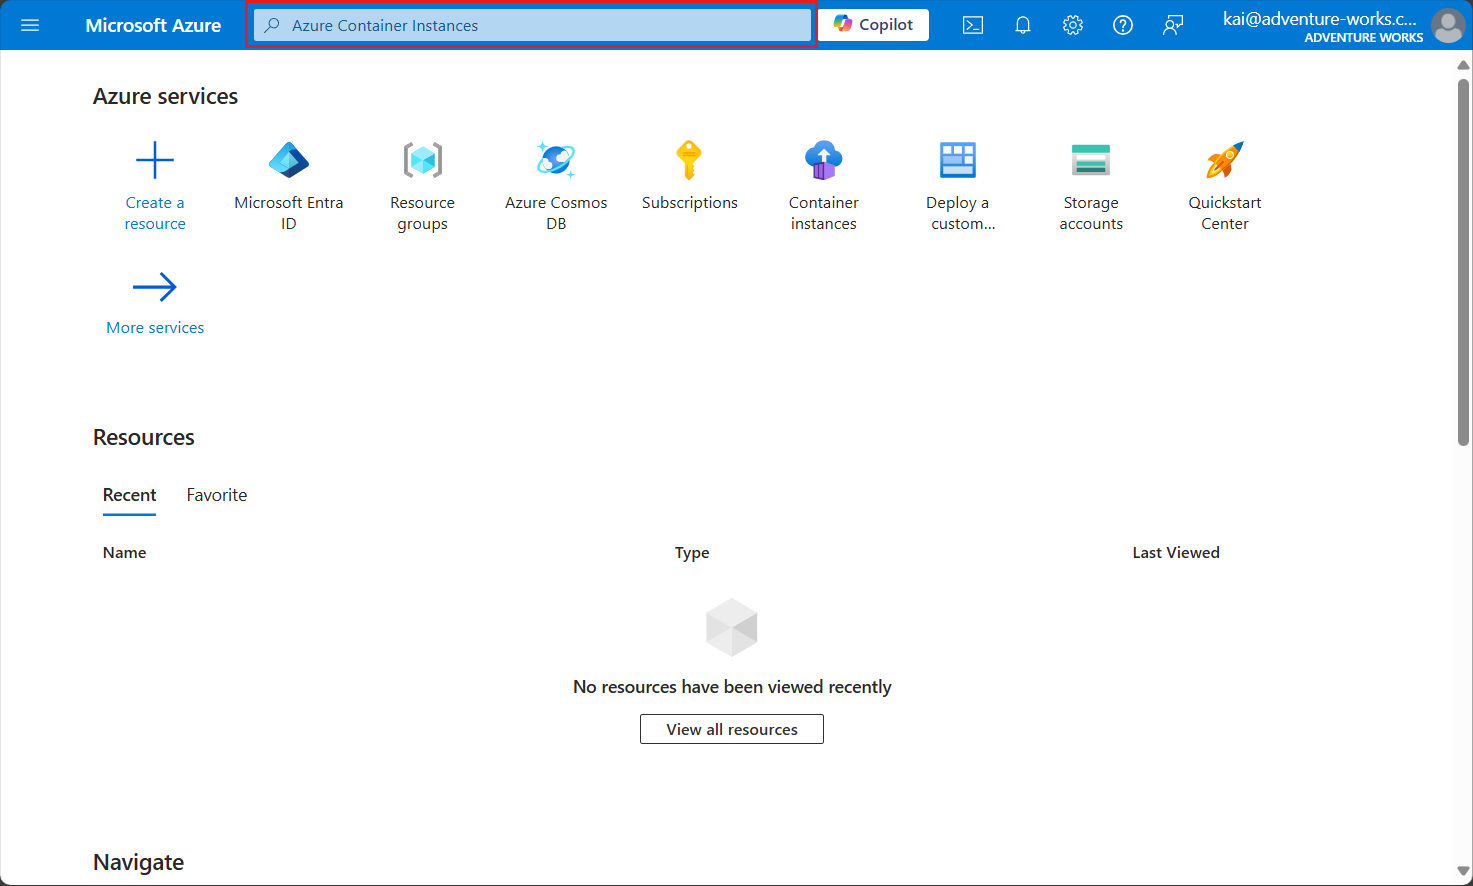 Microsoft Azure
Azure Container Instances
Copilot
kai@adventure-works.c...
ADVENTURE WORKS
Azure services
Create a
resource
Microsoft Entra
ID
Resource
groups
Azure Cosmos
DB
Subscriptions
Container
instances
Deploy a
custom...
Storage
accounts
Quickstart
Center
More services
Resources
Recent
Favorite
Name
Type
Last Viewed
No resources have been viewed recently
View all resources
Navigate